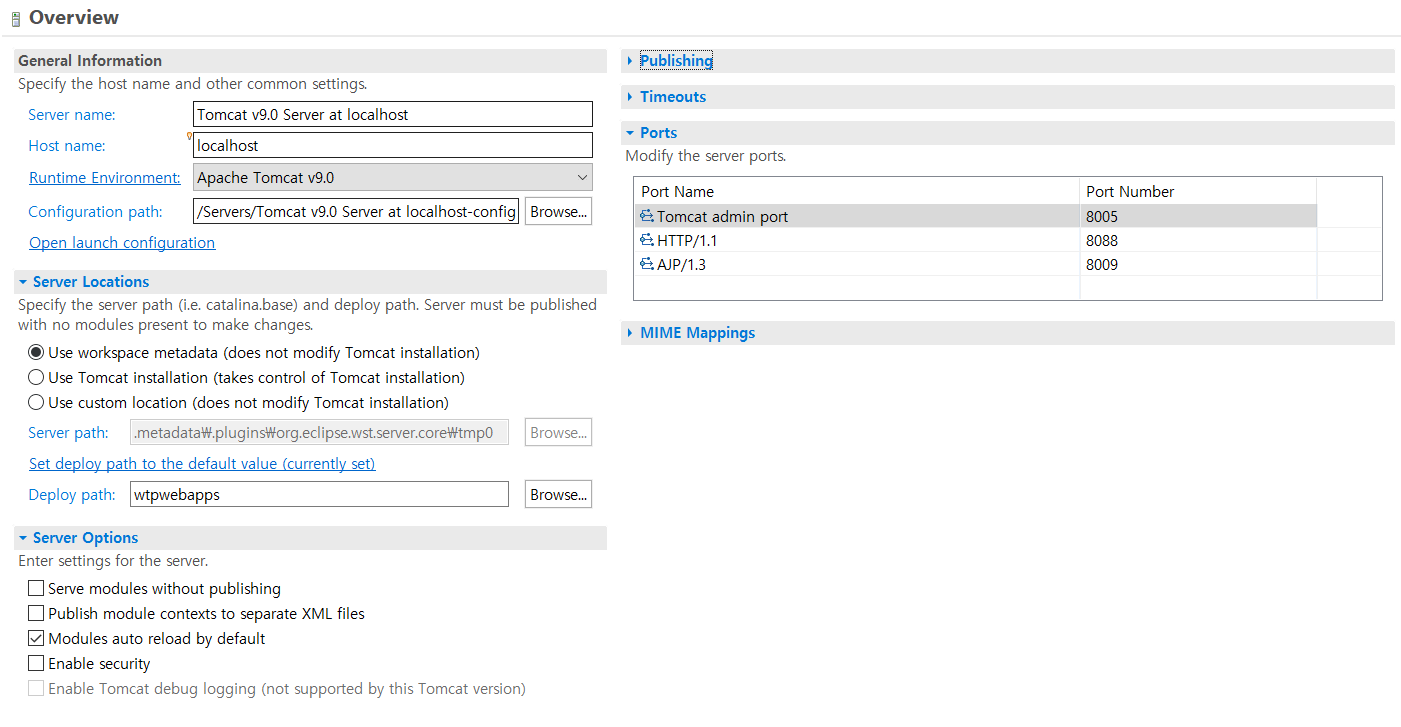 Overview
General Information
Specify the host name and other common settings.
Server name: Tomcat v9.0 Server at localhost
Host name: localhost
Runtime Environment: Apache Tomcat v9.0
Configuration path: /Servers/Tomcat v9.0 Server at localhost-config Browse...
Open launch configuration
Server Locations
Specify the server path (i.e. catalina.base) and deploy path. Server must be published
with no modules present to make changes.
Use workspace metadata (does not modify Tomcat installation)
Use Tomcat installation (takes control of Tomcat installation)
Use custom location (does not modify Tomcat installation)
Server path: .metadata₩.plugins₩org.eclipse.wst.server.core₩tmp0 Browse...
Set deploy path to the default value (currently set)
Deploy path: wtpwebapps Browse...
Server Options
Enter settings for the server.
Serve modules without publishing
Publish module contexts to separate XML files
Modules auto reload by default
Enable security
Enable Tomcat debug logging (not supported by this Tomcat version)
Publishing
Timeouts
Ports
Modify the server ports.
Port Name Port Number
Tomcat admin port 8005
HTTP/1.1 8088
AJP/1.3 8009
MIME Mappings